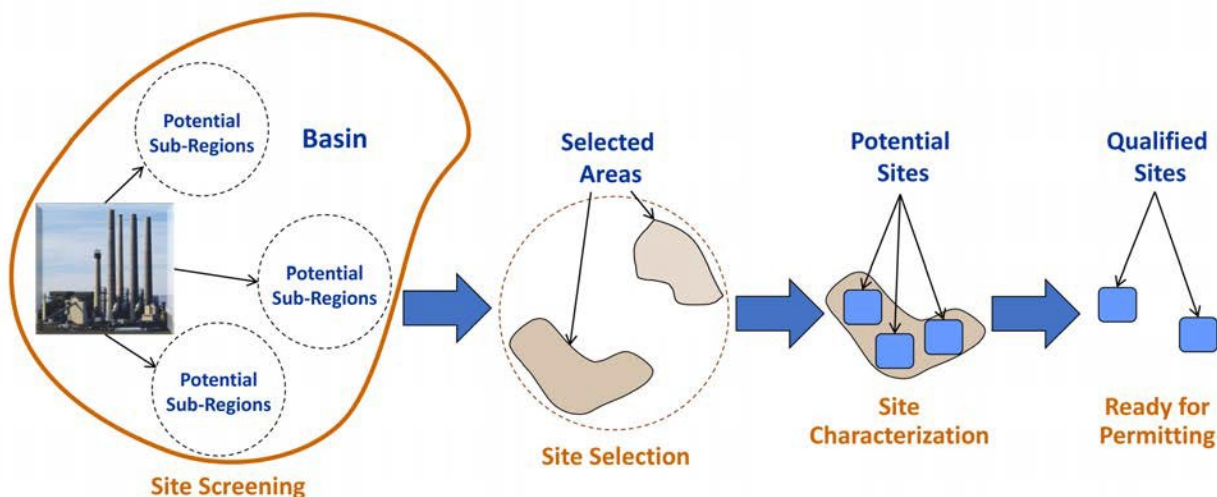 Potential
Sub-Regions
Basin
Potential
Sub-Regions
Potential
Sub-Regions
Site Screening
Selected
Areas
Site Selection
Potential
Sites
Site
Characterization
Qualified
Sites
Ready for
Permitting